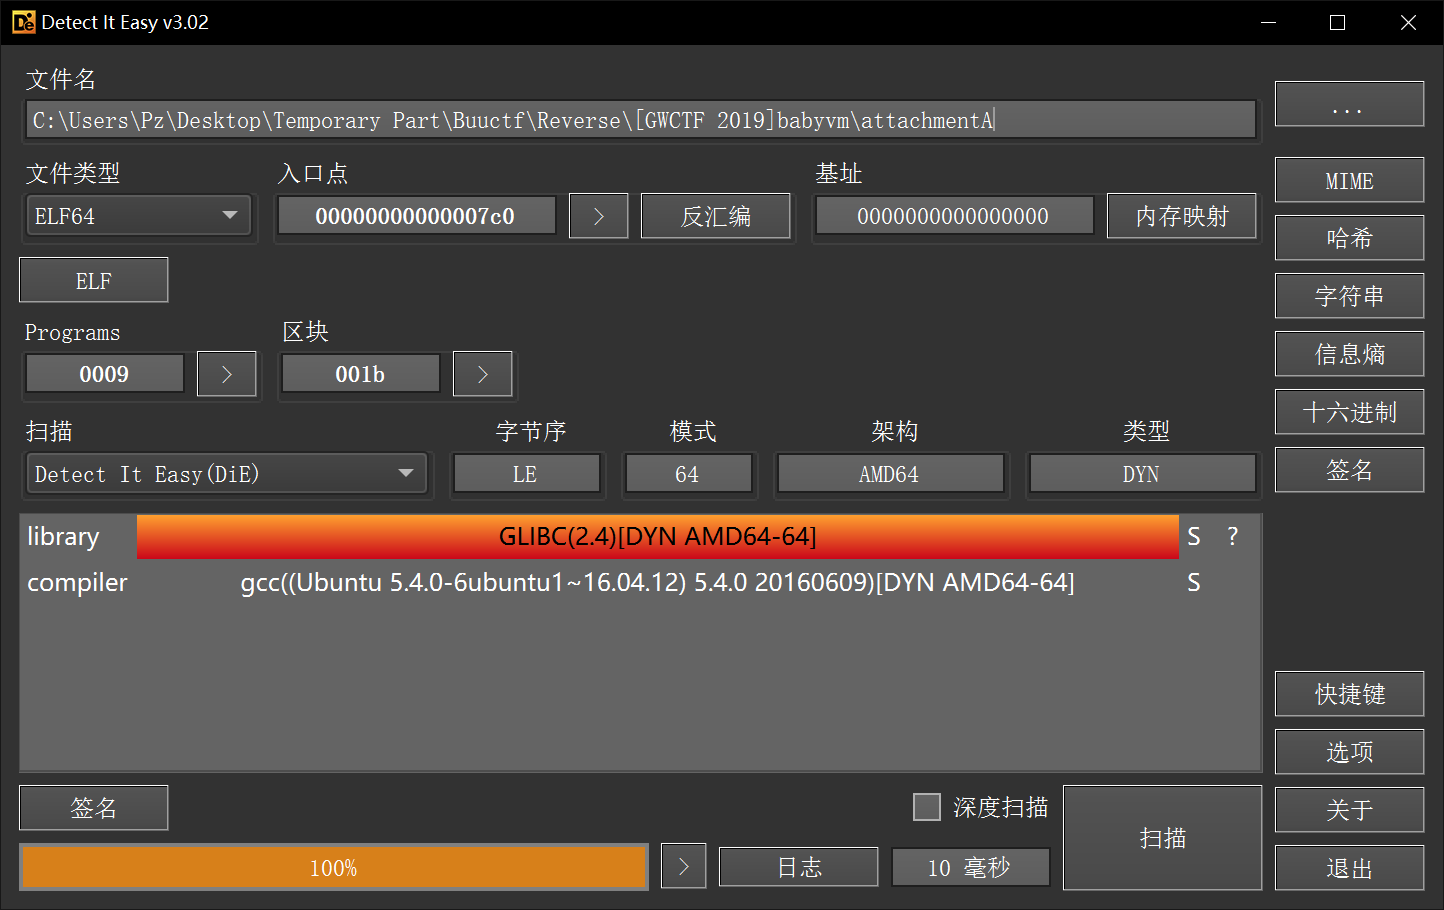 Detect It Easy v3.02
文件名
C:\Users\Pz\Desktop\Temporary Part\Buuctf\Reverse\[GWCTF 2019]babyvm\attachmentA
...
文件类型 入口点 基址
ELF64 00000000000007c0 > 反汇编 0000000000000000 内存映射
MIME
哈希
ELF
字符串
Programs 区块
0009 > 001b >
信息熵
十六进制
扫描 字节序 模式 架构 类型
Detect It Easy(DiE) LE 64 AMD64 DYN
签名
library GLIBC(2.4)[DYN AMD64-64] S ?
compiler gcc((Ubuntu 5.4.0-6ubuntu1~16.04.12) 5.4.0 20160609)[DYN AMD64-64] S
快捷键
选项
签名 深度扫描
关于
扫描
100% > 日志 10 毫秒
退出